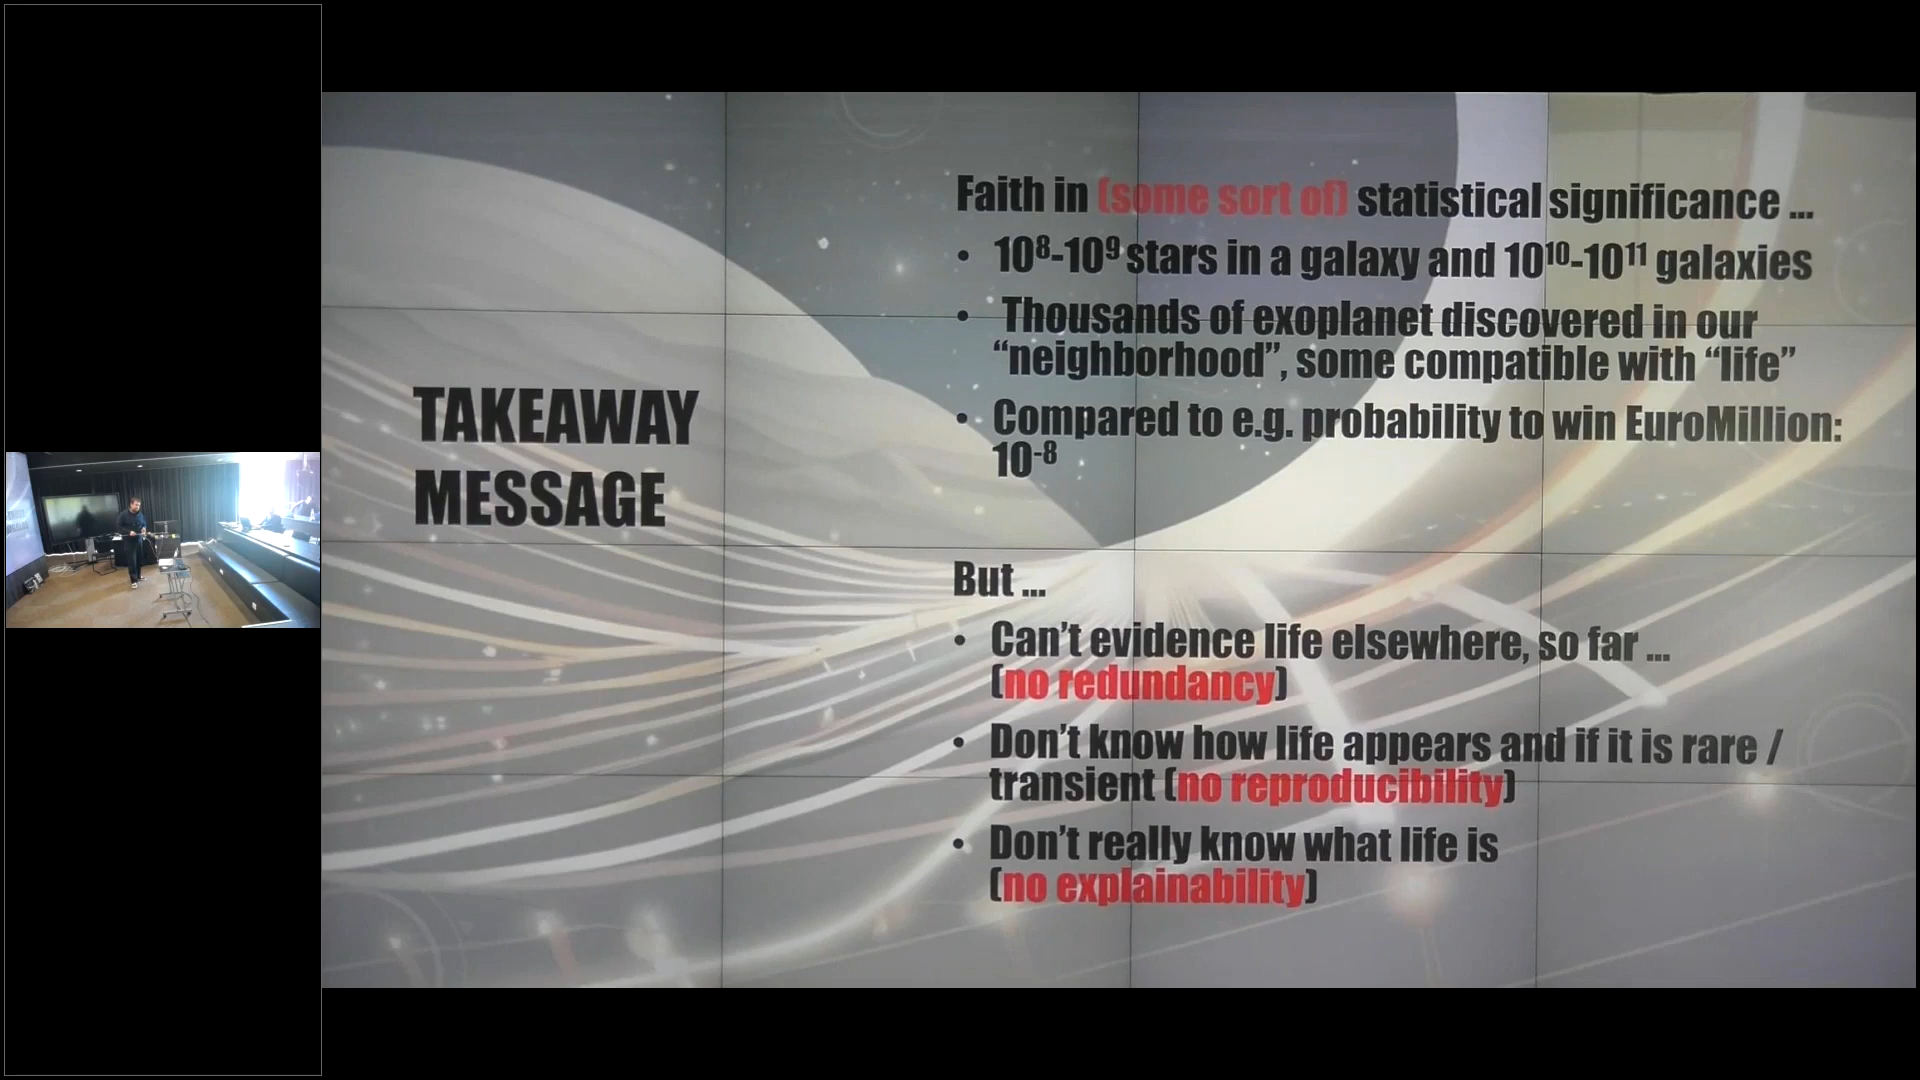 TAKEAWAY
MESSAGE
Faith in (some sort of) statistical significance ...
• 10⁸-10⁹ stars in a galaxy and 10¹⁰-10¹¹ galaxies
• Thousands of exoplanet discovered in our
“neighborhood”, some compatible with “life”
• Compared to e.g. probability to win EuroMillion:
10⁻⁸
But ...
• Can’t evidence life elsewhere, so far ...
(no redundancy)
• Don’t know how life appears and if it is rare /
transient (no reproducibility)
• Don’t really know what life is
(no explainability)